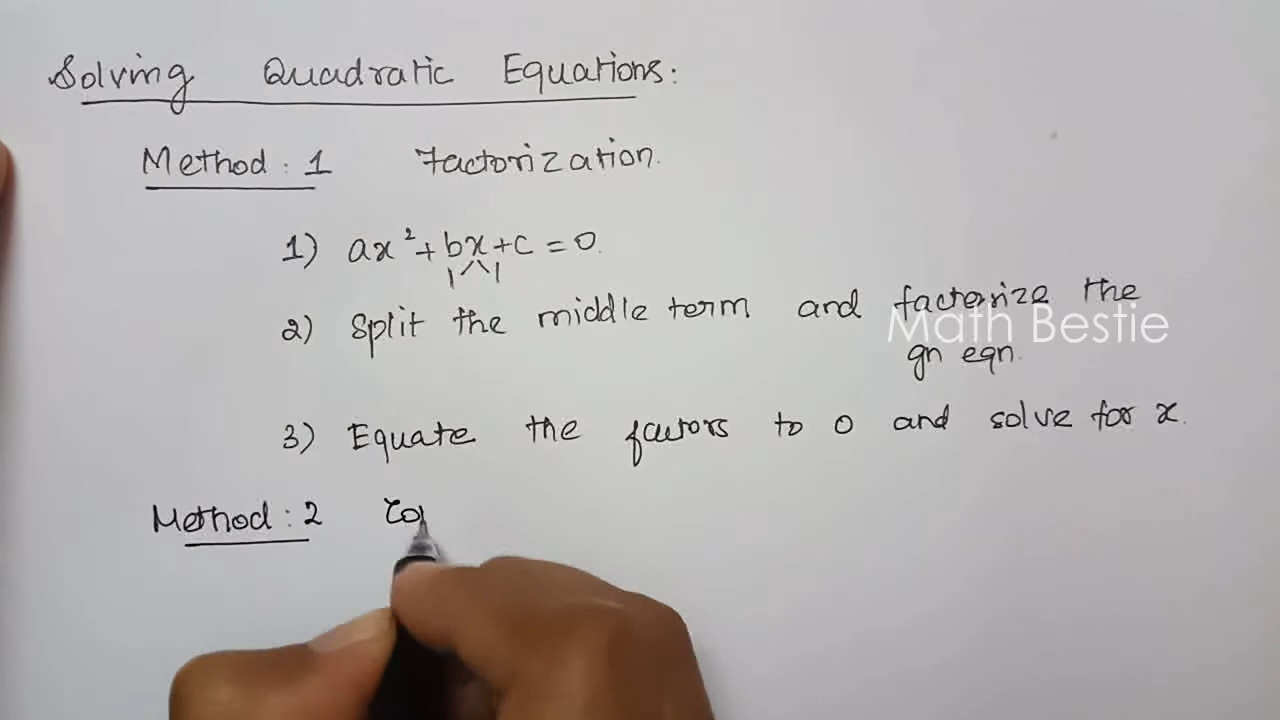 Solving Quadratic Equations:
Method: 1 Factorization.
1) ax²+bx+c=0.
2) Split the middle term and factorize the
Math Bestie
gn eqn.
3) Equate the factors to 0 and solve for x.
Method: 2